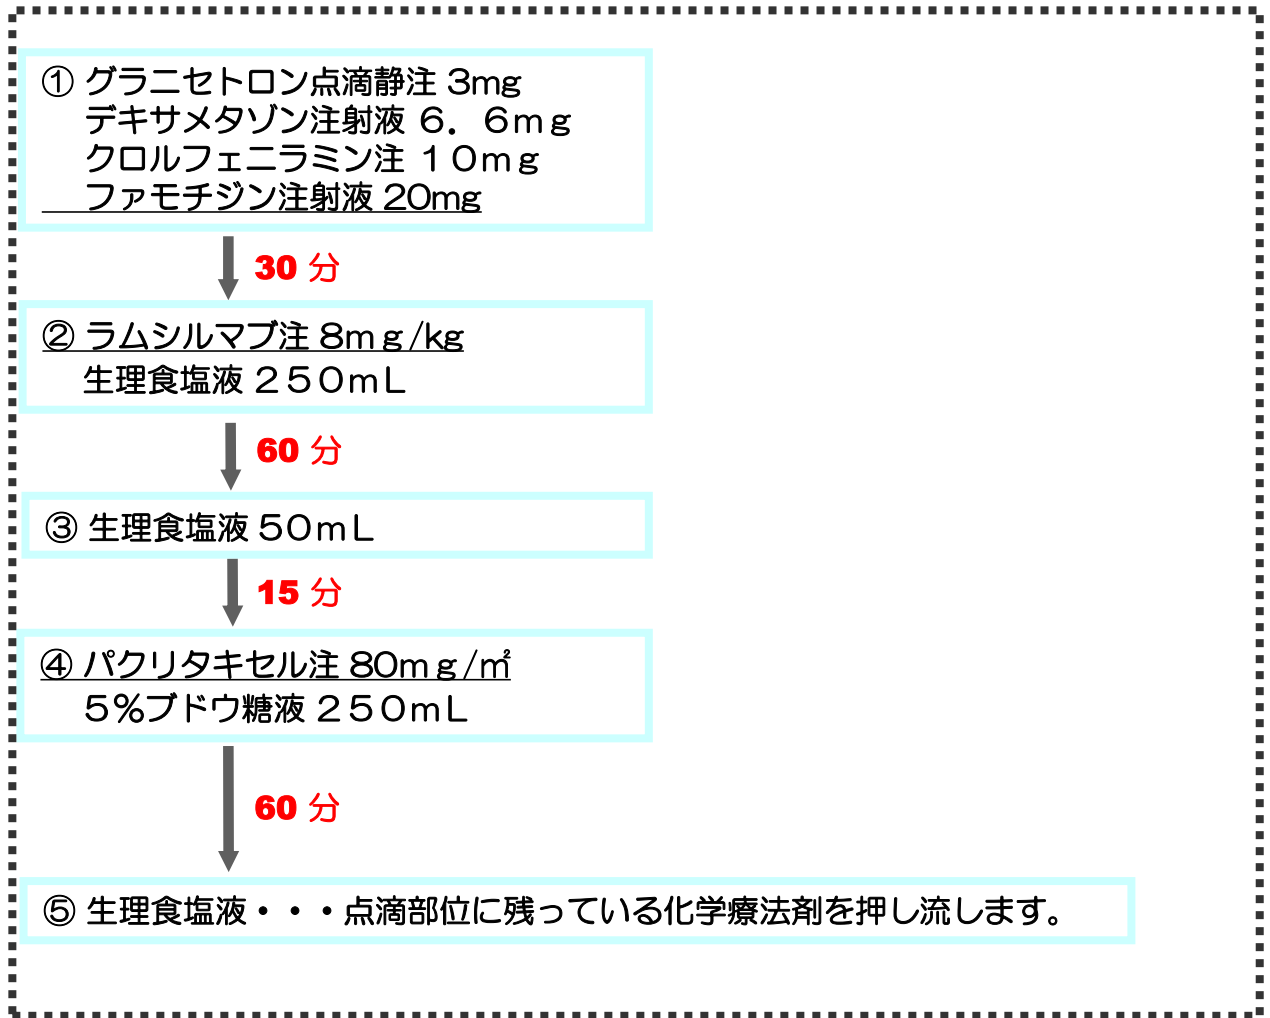 ① グラニセトロン点滴静注 3mg
デキサメタゾン注射液 ６．６ｍｇ
クロルフェニラミン注 １０ｍｇ
ファモチジン注射液 20mg
30 分
② ラムシルマブ注 8ｍｇ/kg
生理食塩液 ２５０ｍＬ
60 分
③ 生理食塩液 ５０ｍＬ
15 分
④ パクリタキセル注 80ｍｇ/㎡
５％ブドウ糖液 ２５０ｍＬ
60 分
⑤ 生理食塩液・・・点滴部位に残っている化学療法剤を押し流します。